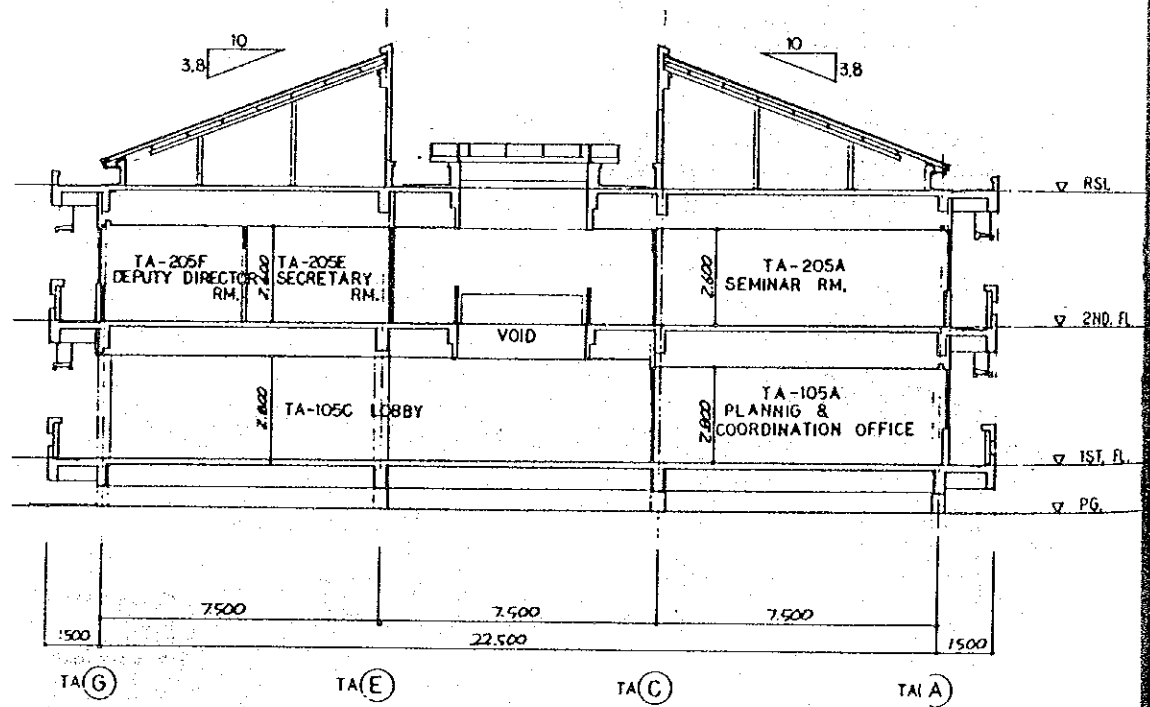 10
3.8
10
3.8
▽ RSL
TA-205F
DEPUTY DIRECTOR
RM.
2.600
TA-205E
SECRETARY
RM.
2.600
TA-205A
SEMINAR RM.
▽ 2ND. FL.
VOID
2.800
TA-105C LOBBY
2.800
TA-105A
PLANNIG &
COORDINATION OFFICE
▽ 1ST. FL.
▽ PG.
7.500
7.500
7.500
1500
22.500
1500
TA G
TA E
TA C
TA A